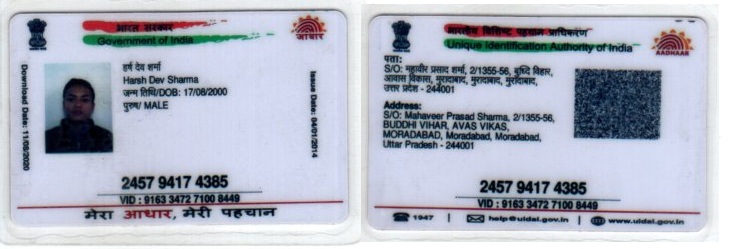 भारत सरकार
Government of India
आधार
Download Date: 11/08/2020
हर्ष देव शर्मा
Harsh Dev Sharma
जन्म तिथि/DOB: 17/08/2000
पुरुष/ MALE
Issue Date: 04/01/2014
2457 9417 4385
VID : 9163 3472 7100 8449
मेरा आधार, मेरी पहचान
भारतीय विशिष्ट पहचान प्राधिकरण
Unique Identification Authority of India
AADHAAR
पता:
S/O: महावीर प्रसाद शर्मा, 2/1355-56, बुध्दि विहार,
आवास विकास, मुरादाबाद, मुरादाबाद, मुरादाबाद,
उत्तर प्रदेश - 244001
Address:
S/O: Mahaveer Prasad Sharma, 2/1355-56,
BUDDHI VIHAR, AVAS VIKAS,
MORADABAD, Moradabad, Moradabad,
Uttar Pradesh - 244001
2457 9417 4385
VID : 9163 3472 7100 8449
1947 | help@uidai.gov.in | www.uidai.gov.in